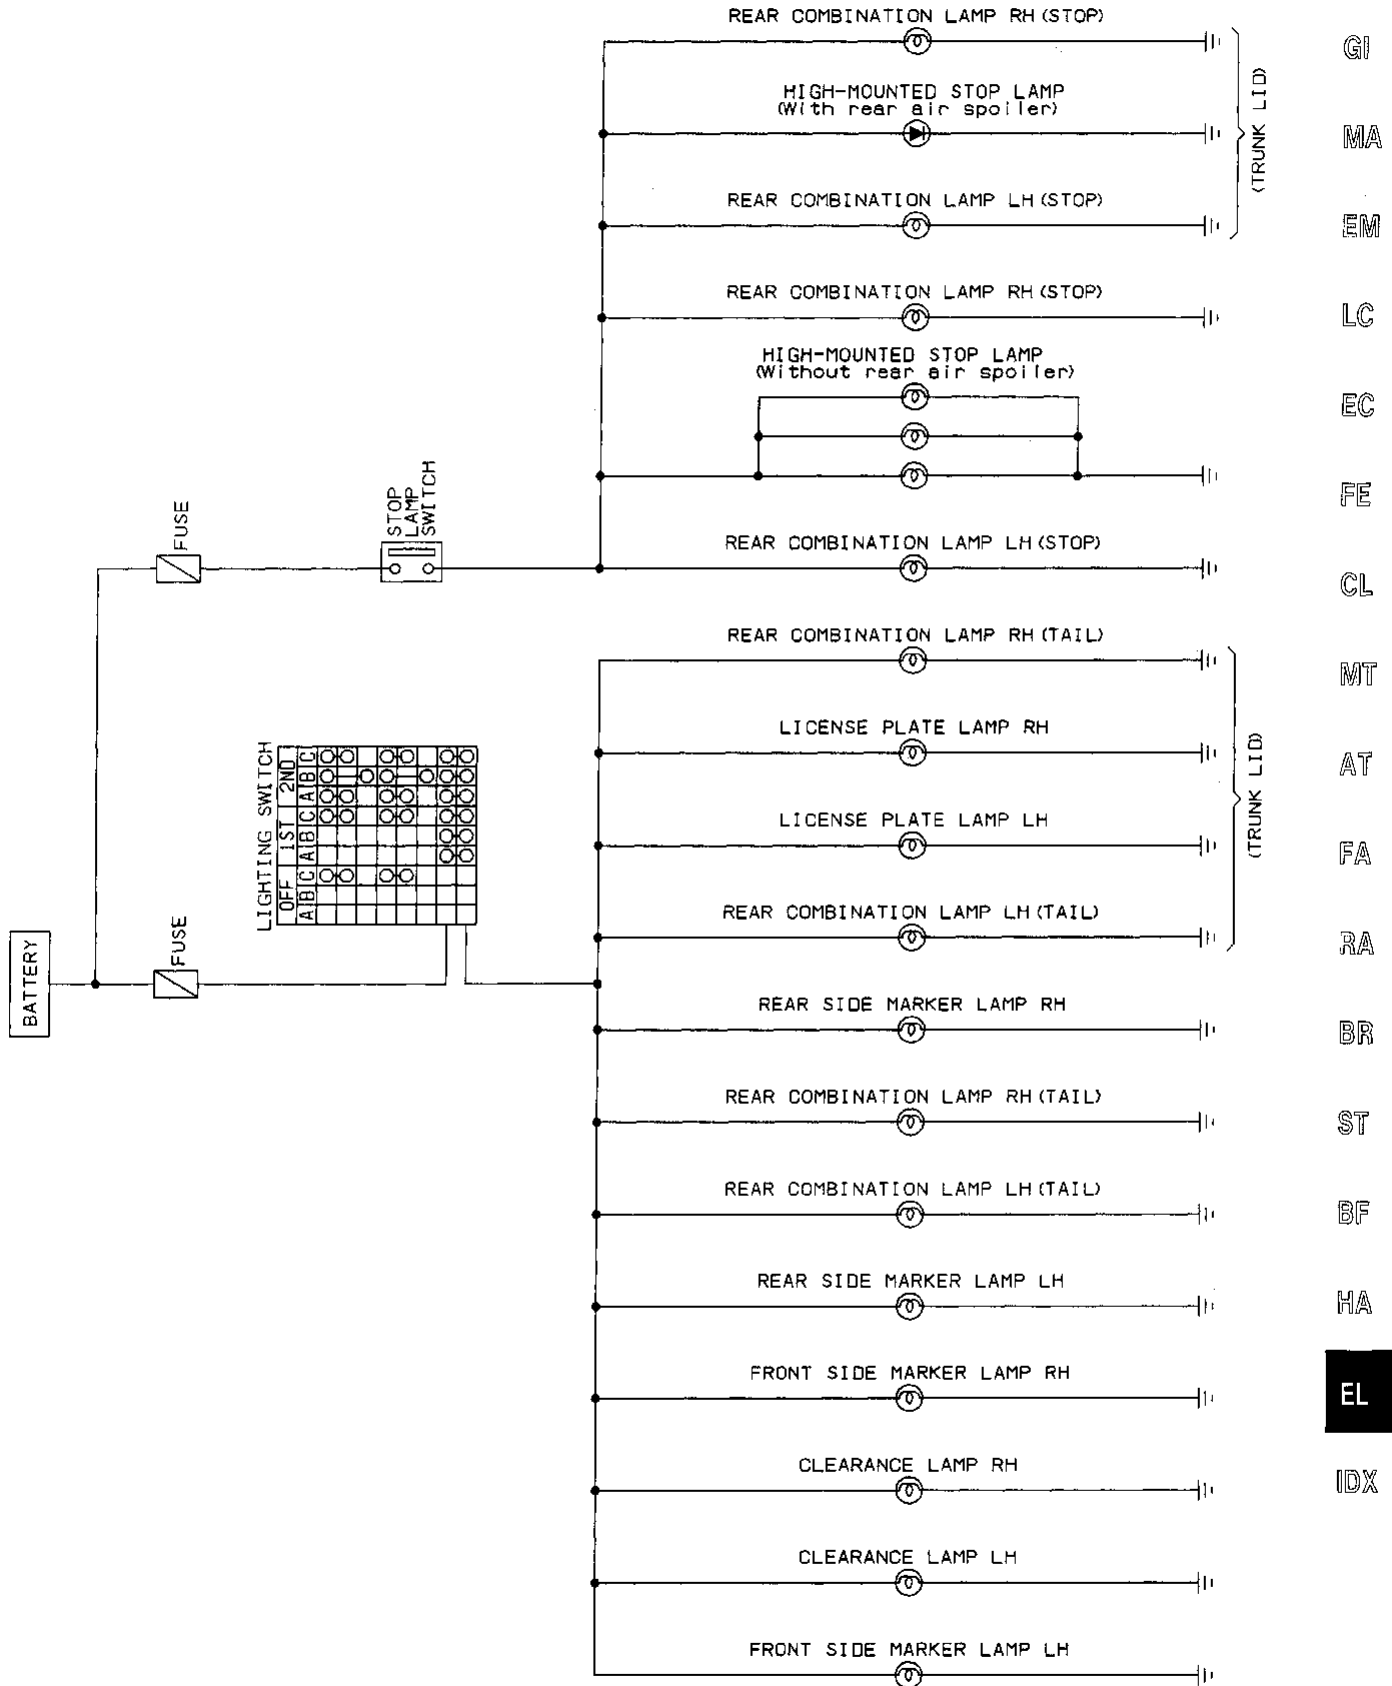 REAR COMBINATION LAMP RH (STOP)
GI
HIGH-MOUNTED STOP LAMP
(With rear air spoiler)
(TRUNK LID)
MA
REAR COMBINATION LAMP LH (STOP)
EM
REAR COMBINATION LAMP RH (STOP)
LC
HIGH-MOUNTED STOP LAMP
(Without rear air spoiler)
EC
FE
FUSE
STOP
LAMP
SWITCH
REAR COMBINATION LAMP LH (STOP)
CL
REAR COMBINATION LAMP RH (TAIL)
MT
LICENSE PLATE LAMP RH
AT
(TRUNK LID)
LIGHTING SWITCH
OFF 1ST 2ND
A B C A B C A B C
LICENSE PLATE LAMP LH
FA
REAR COMBINATION LAMP LH (TAIL)
RA
BATTERY
FUSE
REAR SIDE MARKER LAMP RH
BR
REAR COMBINATION LAMP RH (TAIL)
ST
REAR COMBINATION LAMP LH (TAIL)
BF
REAR SIDE MARKER LAMP LH
HA
FRONT SIDE MARKER LAMP RH
EL
CLEARANCE LAMP RH
IDX
CLEARANCE LAMP LH
FRONT SIDE MARKER LAMP LH